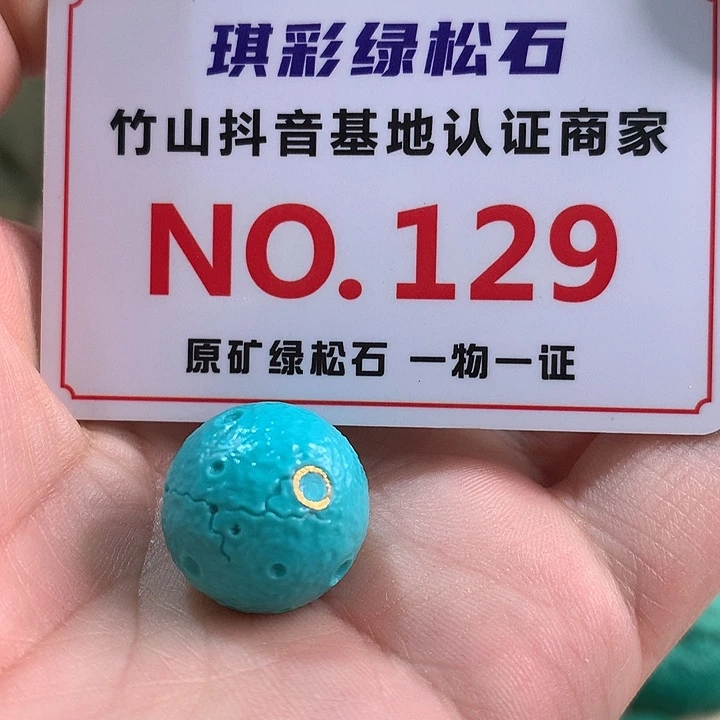 琪彩绿松石
竹山抖音基地认证商家
NO.129
原矿绿松石 一物一证